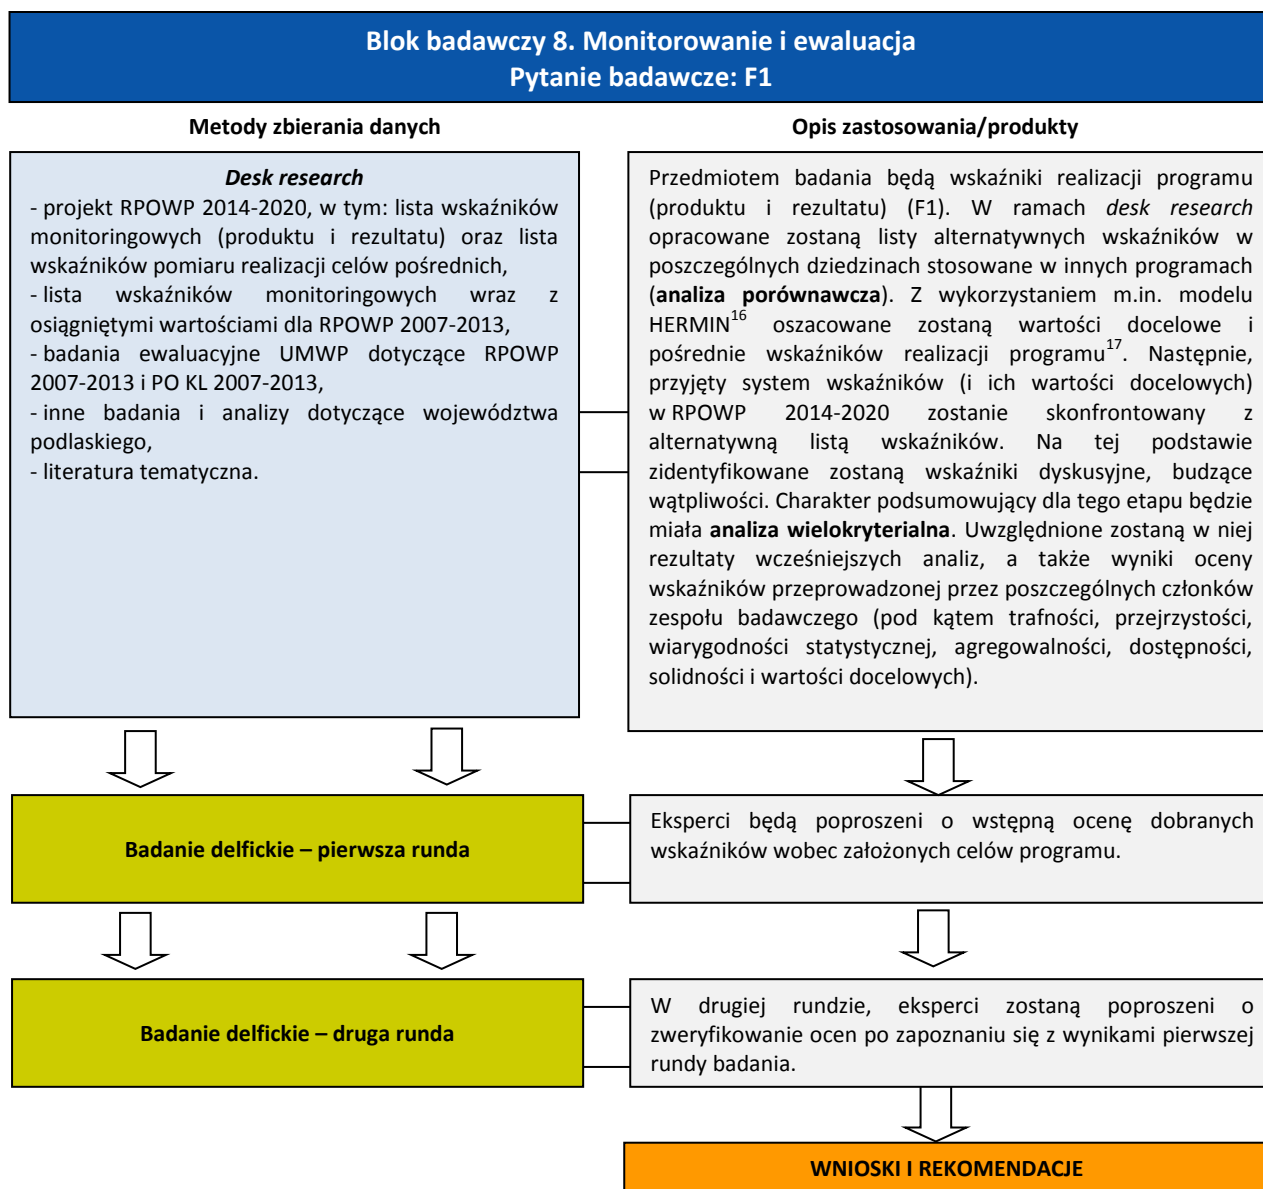 Blok badawczy 8. Monitorowanie i ewaluacja
Pytanie badawcze: F1
Metody zbierania danych
Opis zastosowania/produkty
Desk research
- projekt RPOWP 2014-2020, w tym: lista wskaźników
monitoringowych (produktu i rezultatu) oraz lista
wskaźników pomiaru realizacji celów pośrednich,
- lista wskaźników monitoringowych wraz z
osiągniętymi wartościami dla RPOWP 2007-2013,
- badania ewaluacyjne UMWP dotyczące RPOWP
2007-2013 i PO KL 2007-2013,
- inne badania i analizy dotyczące województwa
podlaskiego,
- literatura tematyczna.
Przedmiotem badania będą wskaźniki realizacji programu
(produktu i rezultatu) (F1). W ramach desk research
opracowane zostaną listy alternatywnych wskaźników w
poszczególnych dziedzinach stosowane w innych programach
(analiza porównawcza). Z wykorzystaniem m.in. modelu
HERMIN16 oszacowane zostaną wartości docelowe i
pośrednie wskaźników realizacji programu17. Następnie,
przyjęty system wskaźników (i ich wartości docelowych)
w RPOWP 2014-2020 zostanie skonfrontowany z
alternatywną listą wskaźników. Na tej podstawie
zidentyfikowane zostaną wskaźniki dyskusyjne, budzące
wątpliwości. Charakter podsumowujący dla tego etapu będzie
miała analiza wielokryterialna. Uwzględnione zostaną w niej
rezultaty wcześniejszych analiz, a także wyniki oceny
wskaźników przeprowadzonej przez poszczególnych członków
zespołu badawczego (pod kątem trafności, przejrzystości,
wiarygodności statystycznej, agregowalności, dostępności,
solidności i wartości docelowych).
Badanie delfickie – pierwsza runda
Eksperci będą poproszeni o wstępną ocenę dobranych
wskaźników wobec założonych celów programu.
Badanie delfickie – druga runda
W drugiej rundzie, eksperci zostaną poproszeni o
zweryfikowanie ocen po zapoznaniu się z wynikami pierwszej
rundy badania.
WNIOSKI I REKOMENDACJE